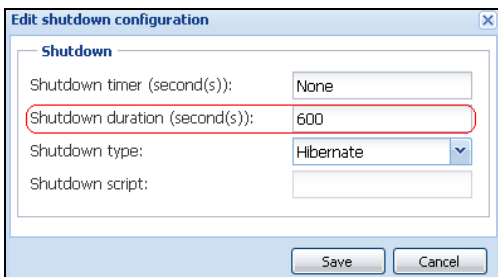 Edit shutdown configuration
Shutdown
Shutdown timer (second(s)): None
Shutdown duration (second(s)): 600
Shutdown type: Hibernate
Shutdown script:
Save Cancel